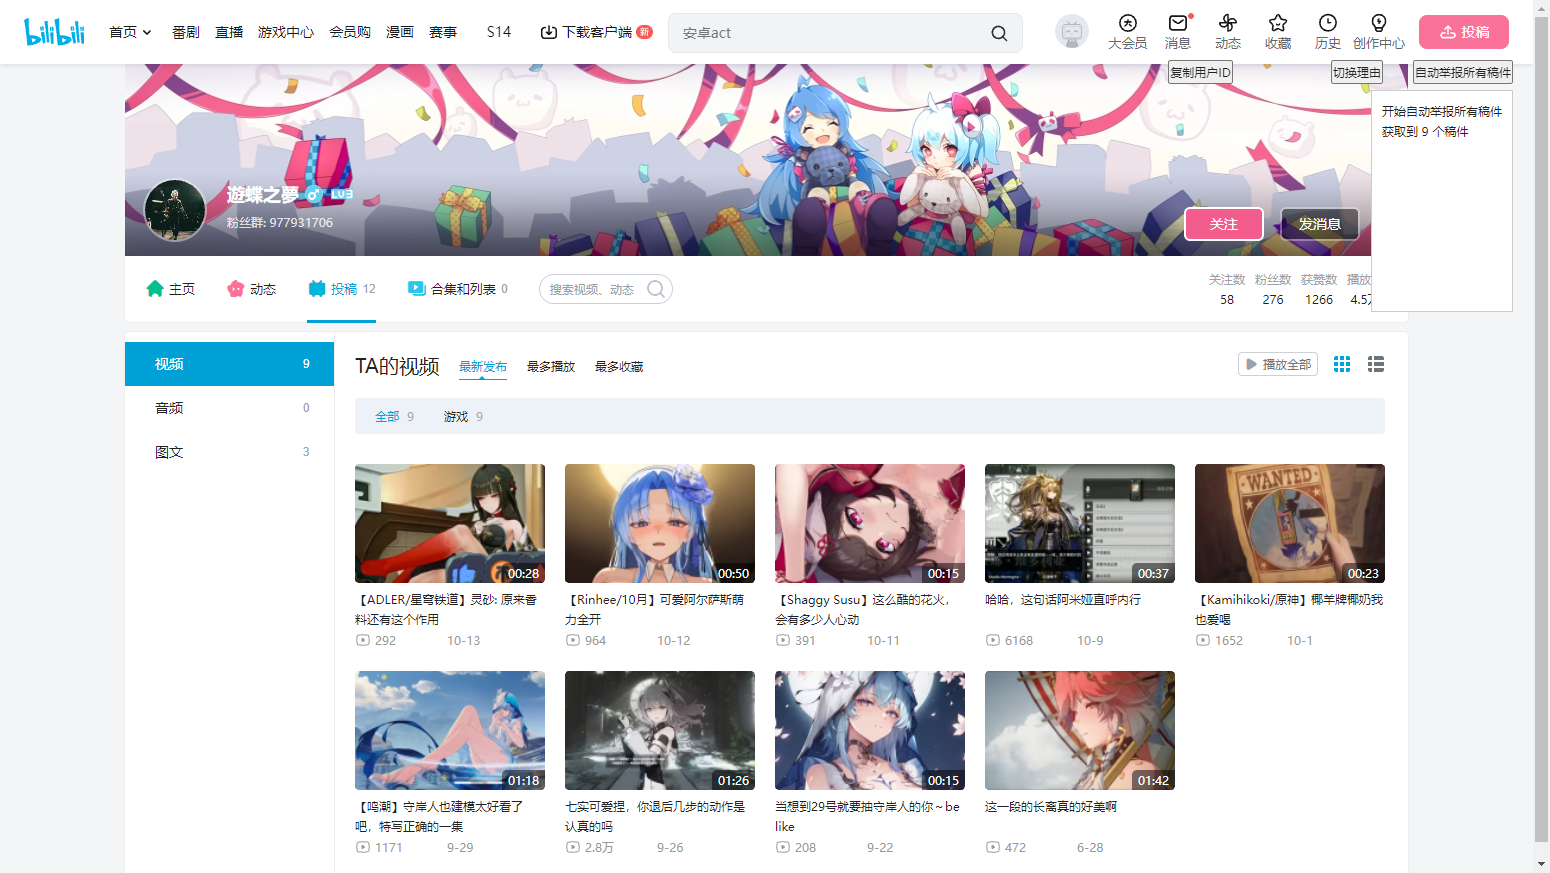 bilibili
首页
番剧
直播
游戏中心
会员购
漫画
赛事
S14
下载客户端
新
安卓act
大会员
消息
动态
收藏
历史
创作中心
投稿
复制用户ID
切换理由
自动举报所有稿件
开始自动举报所有稿件
获取到 9 个稿件
遊蝶之夢
LV3
粉丝群: 977931706
关注
发消息
主页
动态
投稿 12
合集和列表 0
搜索视频、动态
关注数
粉丝数
获赞数
播放
58
276
1266
视频 9
音频 0
图文 3
TA的视频
最新发布
最多播放
最多收藏
播放全部
全部 9
游戏 9
00:28
【ADLER/星穹铁道】灵砂: 原来香
料还有这个作用
292
10-13
00:50
【Rinhee/10月】可爱阿尔萨斯萌
力全开
964
10-12
00:15
【Shaggy Susu】这么酷的花火，
会有多少人心动
391
10-11
00:37
哈哈，这句话阿米娅直呼内行
6168
10-9
WANTED
00:23
【Kamihikoki/原神】椰羊牌椰奶我
也爱喝
1652
10-1
01:18
【鸣潮】守岸人也建模太好看了
吧，特写正确的一集
1171
9-29
01:26
七实可爱捏，你退后几步的动作是
认真的吗
2.8万
9-26
00:15
当想到29号就要抽守岸人的你～be
like
208
9-22
01:42
这一段的长离真的好美啊
472
6-28